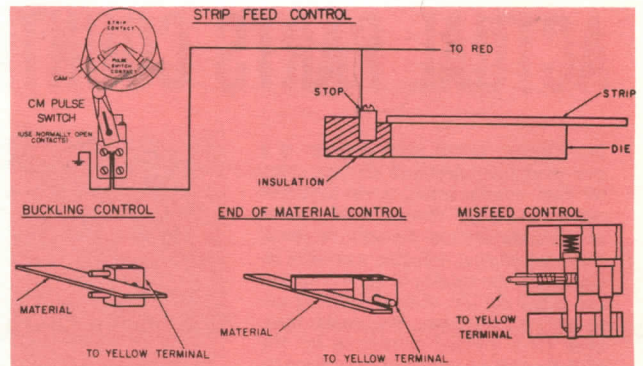 STRIP FEED CONTROL
STRIP
CONTACT
PULSE
SWITCH
CONTACT
CAM
CM PULSE
SWITCH
(USE NORMALLY OPEN
CONTACTS)
TO RED
STOP
STRIP
DIE
INSULATION
BUCKLING CONTROL
MATERIAL
TO YELLOW TERMINAL
END OF MATERIAL CONTROL
MATERIAL
TO YELLOW TERMINAL
MISFEED CONTROL
TO YELLOW
TERMINAL